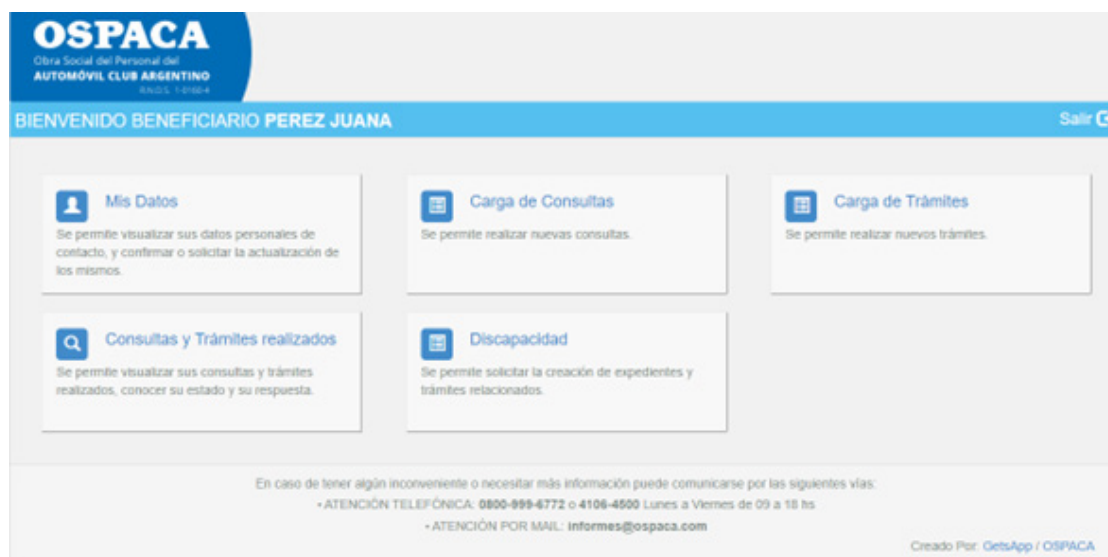 OSPACA
Obra Social del Personal del
AUTOMÓVIL CLUB ARGENTINO
R.N.O.S. 1-0160-4
BIENVENIDO BENEFICIARIO PEREZ JUANA
Salir
Mis Datos
Se permite visualizar sus datos personales de
contacto, y confirmar o solicitar la actualización de
los mismos.
Carga de Consultas
Se permite realizar nuevas consultas.
Carga de Trámites
Se permite realizar nuevos trámites.
Consultas y Trámites realizados
Se permite visualizar sus consultas y trámites
realizados, conocer su estado y su respuesta.
Discapacidad
Se permite solicitar la creación de expedientes y
trámites relacionados.
En caso de tener algún inconveniente o necesitar más información puede comunicarse por las siguientes vías:
• ATENCIÓN TELEFÓNICA: 0800-999-6772 o 4106-4500 Lunes a Viernes de 09 a 18 hs
• ATENCIÓN POR MAIL: informes@ospaca.com
Creado Por: GetsApp / OSPACA